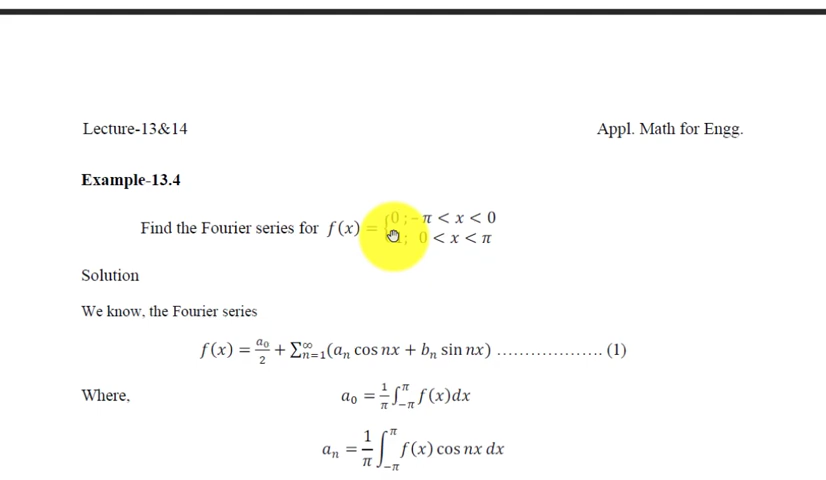 Lecture-13&14 Appl. Math for Engg.
Example-13.4
Find the Fourier series for f(x) = {0 ; -π < x < 0
; 0 < x < π
Solution
We know, the Fourier series
f(x) = a₀/2 + Σ∞ₙ₌₁(aₙ cos nx + bₙ sin nx) ................... (1)
Where, a₀ = 1/π ∫π₋π f(x)dx
aₙ = 1/π ∫π₋π f(x) cos nx dx